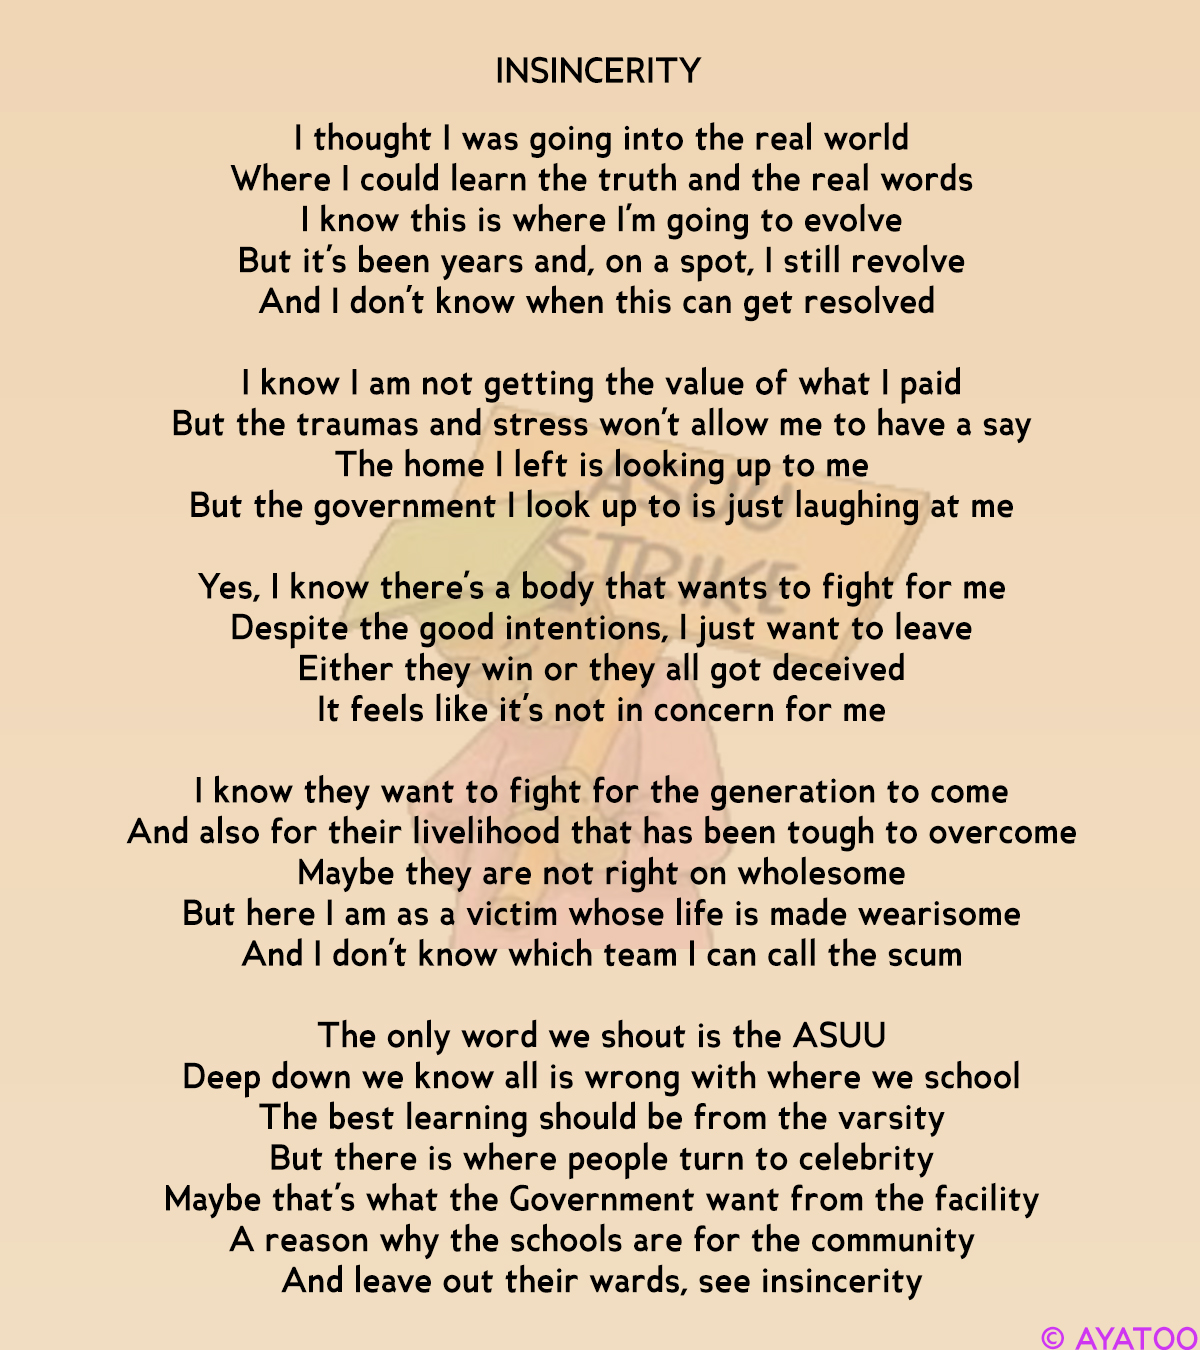 INSINCERITY
I thought I was going into the real world
Where I could learn the truth and the real words
I know this is where I'm going to evolve
But it's been years and, on a spot, I still revolve
And I don't know when this can get resolved
I know I am not getting the value of what I paid
But the traumas and stress won't allow me to have a say
The home I left is looking up to me
But the government I look up to is just laughing at me
Yes, I know there's a body that wants to fight for me
Despite the good intentions, I just want to leave
Either they win or they all got deceived
It feels like it's not in concern for me
I know they want to fight for the generation to come
And also for their livelihood that has been tough to overcome
Maybe they are not right on wholesome
But here I am as a victim whose life is made wearisome
And I don't know which team I can call the scum
The only word we shout is the ASUU
Deep down we know all is wrong with where we school
The best learning should be from the varsity
But there is where people turn to celebrity
Maybe that's what the Government want from the facility
A reason why the schools are for the community
And leave out their wards, see insincerity
ASUU
STRIKE
© AYATOO